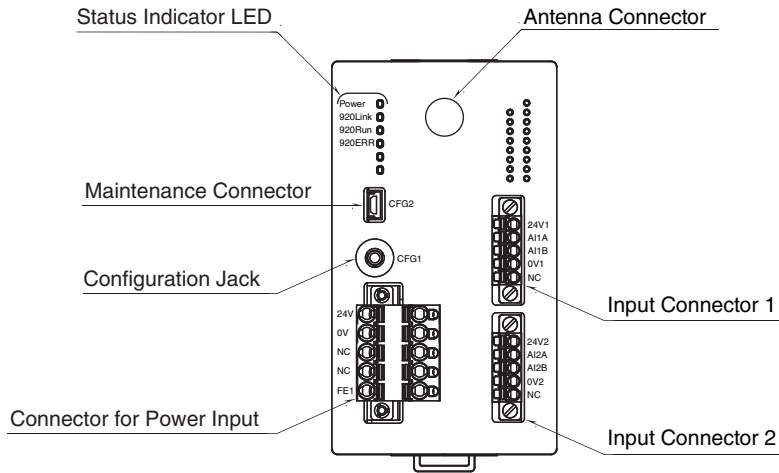 Status Indicator LED
Antenna Connector
Power
920Link
920Run
920ERR
Maintenance Connector
CFG2
Configuration Jack
CFG1
24V
0V
NC
NC
FE1
Connector for Power Input
24V1
AI1A
AI1B
0V1
NC
Input Connector 1
24V2
AI2A
AI2B
0V2
NC
Input Connector 2